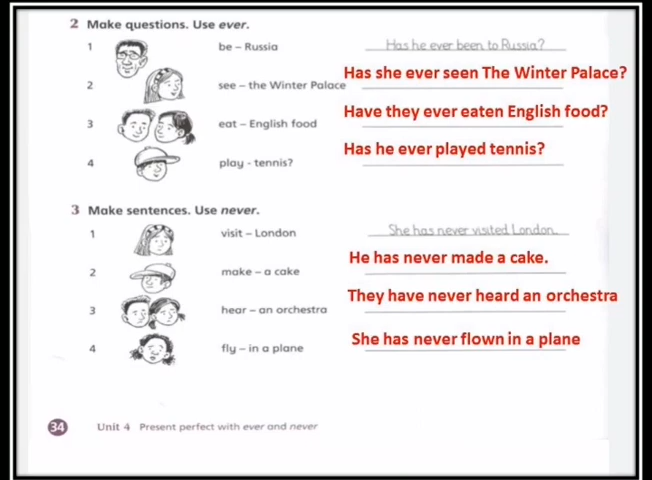 2 Make questions. Use ever.
1 be – Russia Has he ever been to Russia?
2 see – the Winter Palace Has she ever seen The Winter Palace?
3 eat – English food Have they ever eaten English food?
4 play - tennis? Has he ever played tennis?
3 Make sentences. Use never.
1 visit – London She has never visited London.
2 make – a cake He has never made a cake.
3 hear – an orchestra They have never heard an orchestra
4 fly – in a plane She has never flown in a plane
34 Unit 4 Present perfect with ever and never